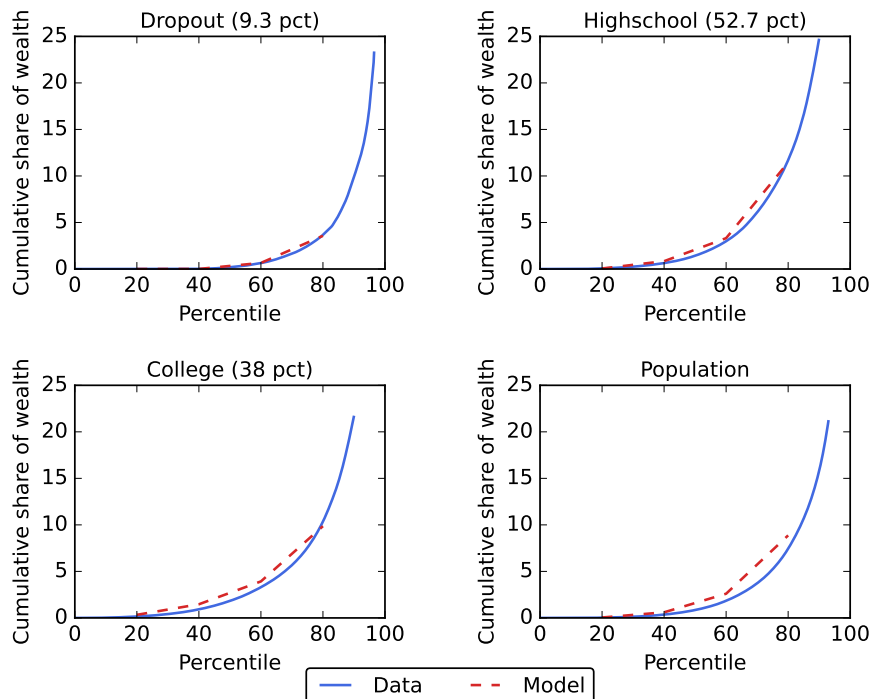 Dropout (9.3 pct)
Cumulative share of wealth
25
20
15
10
5
0
0 20 40 60 80 100
Percentile
Highschool (52.7 pct)
Cumulative share of wealth
25
20
15
10
5
0
0 20 40 60 80 100
Percentile
College (38 pct)
Cumulative share of wealth
25
20
15
10
5
0
0 20 40 60 80 100
Percentile
Population
Cumulative share of wealth
25
20
15
10
5
0
0 20 40 60 80 100
Percentile
Data Model